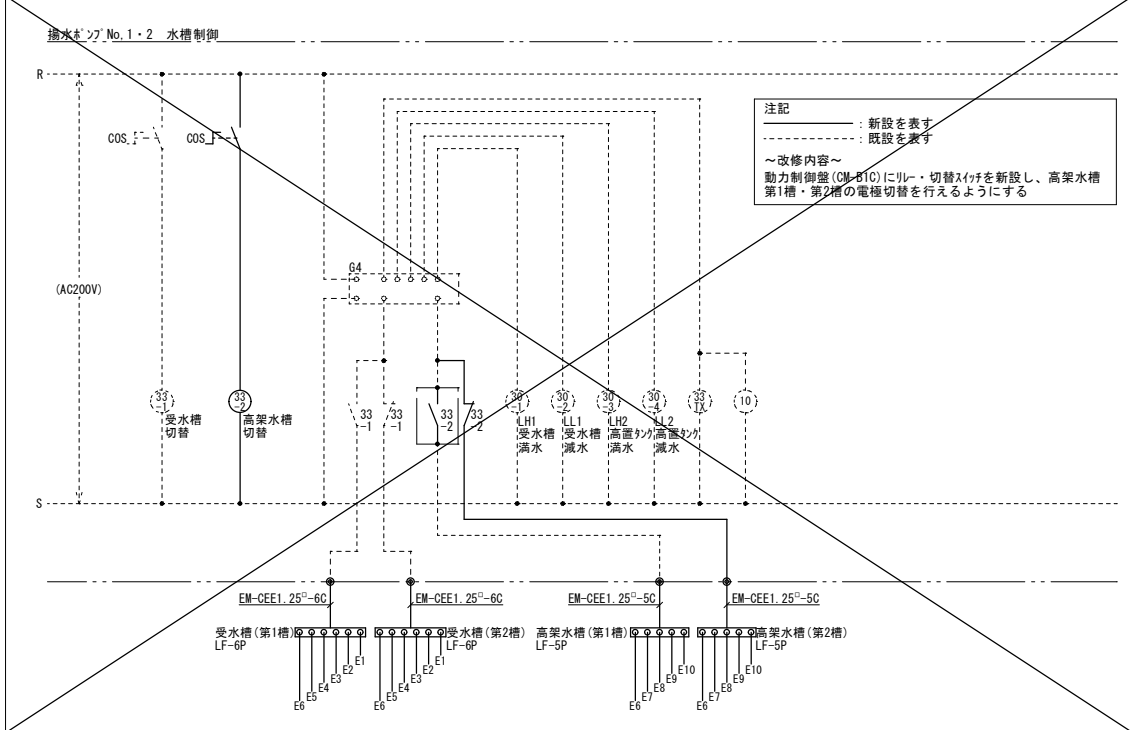 揚水ポンプNo.1・2 水槽制御
R
COS
COS
注記
：新設を表す
：既設を表す
～改修内容～
動力制御盤(CM-B1C)にリレー・切替スイッチを新設し、高架水槽
第1槽・第2槽の電極切替を行えるようにする
G4
(AC200V)
33
-1
受水槽
切替
33
-2
高架水槽
切替
33
-1
33
-1
33
-2
33
-2
30
-1
LH1
受水槽
満水
30
-2
LL1
受水槽
減水
30
-3
LH2
高置タンク
満水
30
-4
LL2
高置タンク
減水
33
TX
10
S
EM-CEE1.25□-6C
EM-CEE1.25□-6C
EM-CEE1.25□-5C
EM-CEE1.25□-5C
受水槽(第1槽)
LF-6P
E6
E5
E4
E3
E2
E1
受水槽(第2槽)
LF-6P
E6
E5
E4
E3
E2
E1
高架水槽(第1槽)
LF-5P
E6
E7
E8
E9
E10
高架水槽(第2槽)
LF-5P
E6
E7
E8
E9
E10